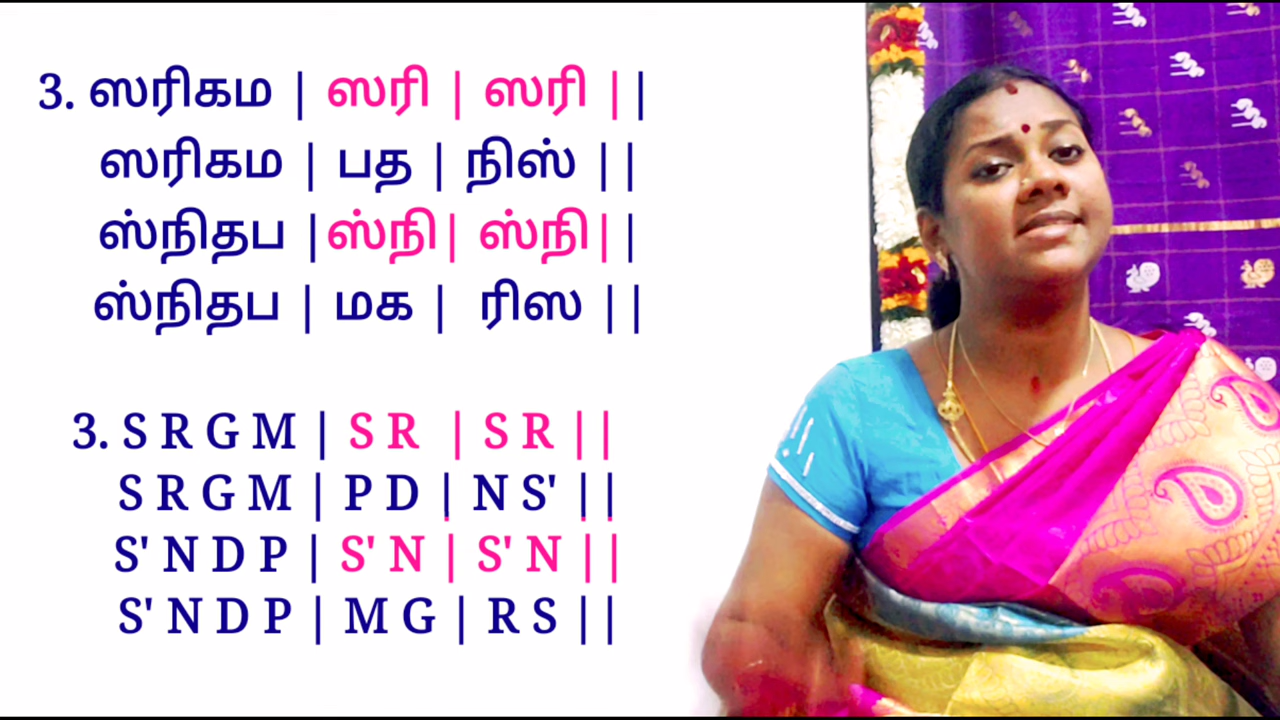 3. ஸரிகம | ஸரி | ஸரி ||
ஸரிகம | பத | நிஸ் ||
ஸ்நிதப |ஸ்நி| ஸ்நி||
ஸ்நிதப | மக | ரிஸ ||
3. S R G M | S R | S R ||
S R G M | P D | N S' ||
S' N D P | S' N | S' N ||
S' N D P | M G | R S ||